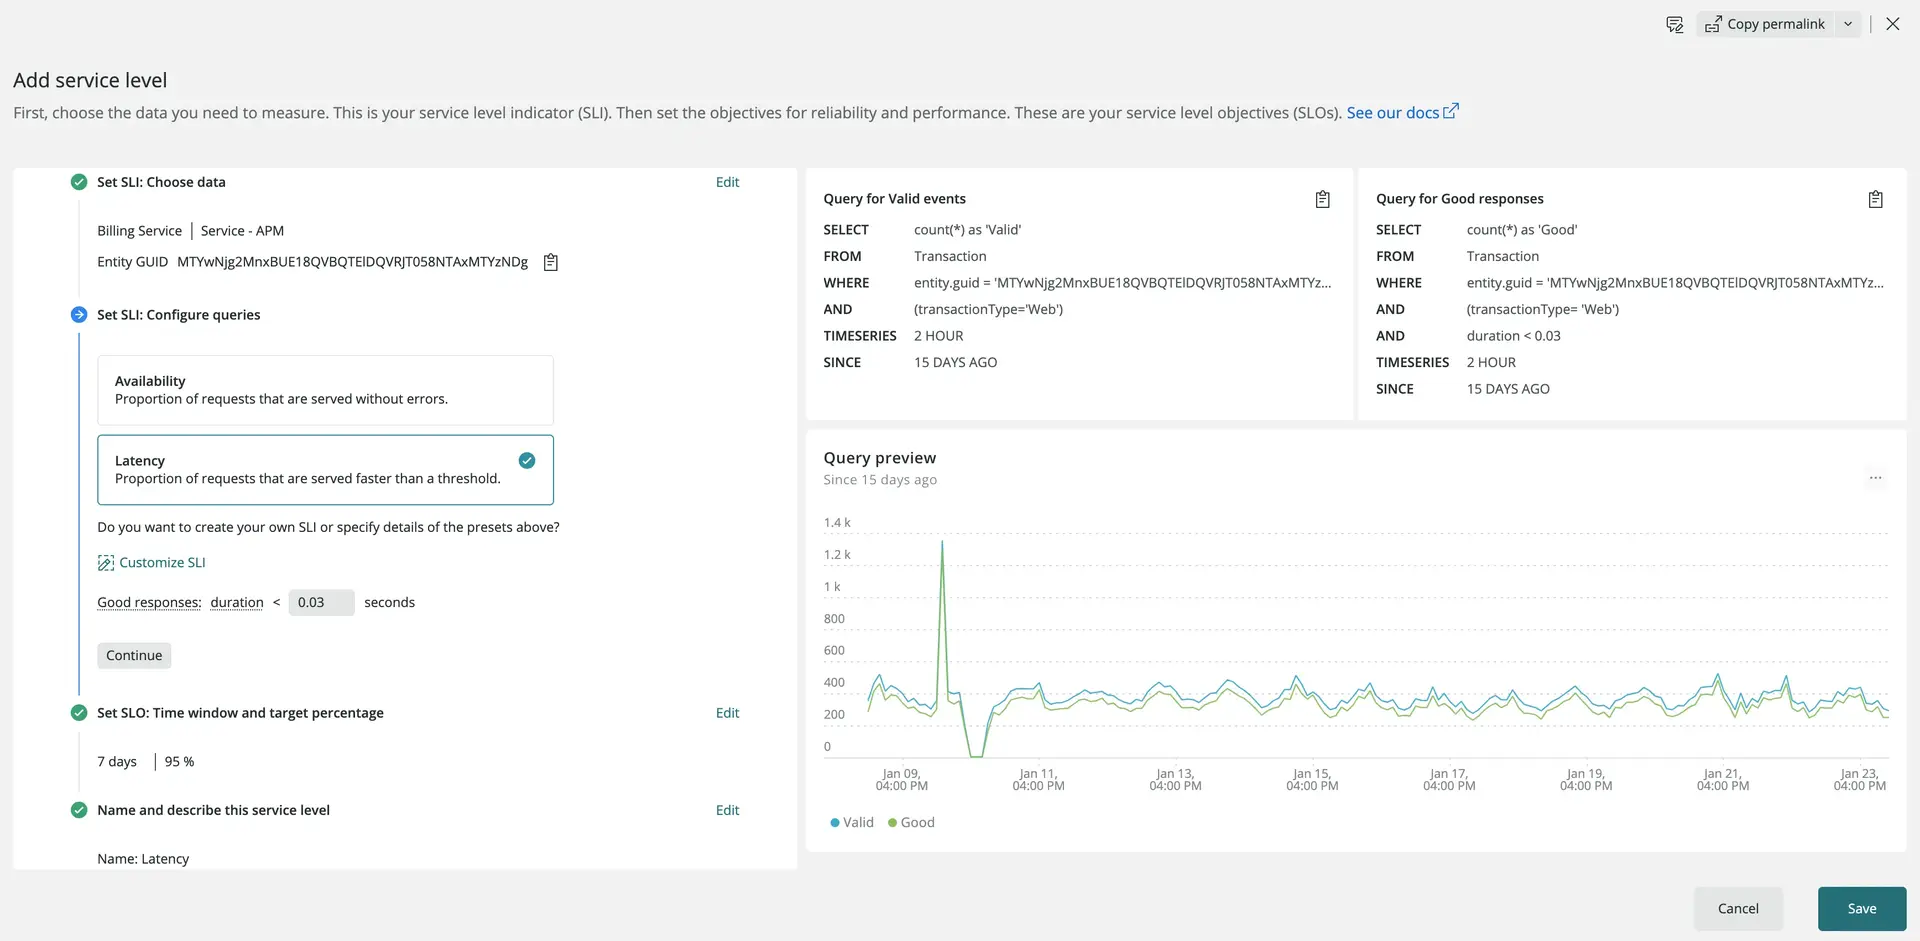 Copy permalink
Add service level
First, choose the data you need to measure. This is your service level indicator (SLI). Then set the objectives for reliability and performance. These are your service level objectives (SLOs). See our docs
Set SLI: Choose data
Edit
Billing Service | Service - APM
Entity GUID MTYwNjg2MnxBUE18QVBQTElDQVRJT058NTAxMTYzNDg
Set SLI: Configure queries
Availability
Proportion of requests that are served without errors.
Latency
Proportion of requests that are served faster than a threshold.
Do you want to create your own SLI or specify details of the presets above?
Customize SLI
Good responses: duration < 0.03 seconds
Continue
Set SLO: Time window and target percentage
Edit
7 days | 95 %
Name and describe this service level
Edit
Name: Latency
Query for Valid events
SELECT count(*) as 'Valid'
FROM Transaction
WHERE entity.guid = 'MTYwNjg2MnxBUE18QVBQTElDQVRJT058NTAxMTYz...
AND (transactionType='Web')
TIMESERIES 2 HOUR
SINCE 15 DAYS AGO
Query for Good responses
SELECT count(*) as 'Good'
FROM Transaction
WHERE entity.guid = 'MTYwNjg2MnxBUE18QVBQTElDQVRJT058NTAxMTYz...
AND (transactionType= 'Web')
AND duration < 0.03
TIMESERIES 2 HOUR
SINCE 15 DAYS AGO
Query preview
Since 15 days ago
...
1.4 k
1.2 k
1 k
800
600
400
200
0
Jan 09, 04:00 PM
Jan 11, 04:00 PM
Jan 13, 04:00 PM
Jan 15, 04:00 PM
Jan 17, 04:00 PM
Jan 19, 04:00 PM
Jan 21, 04:00 PM
Jan 23, 04:00 PM
Valid Good
Cancel
Save